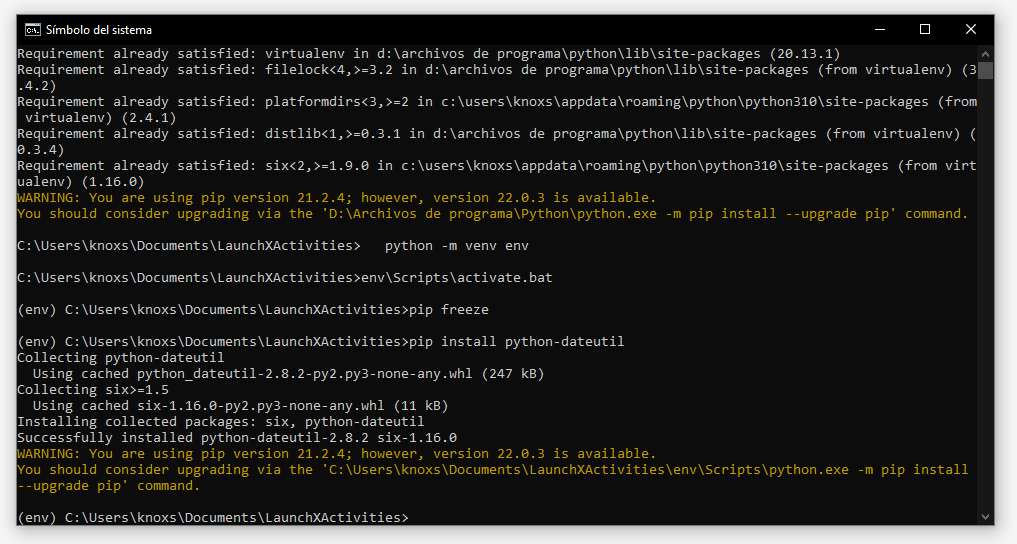 Símbolo del sistema
Requirement already satisfied: virtualenv in d:\archivos de programa\python\lib\site-packages (20.13.1)
Requirement already satisfied: filelock<4,>=3.2 in d:\archivos de programa\python\lib\site-packages (from virtualenv) (3
.4.2)
Requirement already satisfied: platformdirs<3,>=2 in c:\users\knoxs\appdata\roaming\python\python310\site-packages (from
 virtualenv) (2.4.1)
Requirement already satisfied: distlib<1,>=0.3.1 in d:\archivos de programa\python\lib\site-packages (from virtualenv) (
0.3.4)
Requirement already satisfied: six<2,>=1.9.0 in c:\users\knoxs\appdata\roaming\python\python310\site-packages (from virt
ualenv) (1.16.0)
WARNING: You are using pip version 21.2.4; however, version 22.0.3 is available.
You should consider upgrading via the 'D:\Archivos de programa\Python\python.exe -m pip install --upgrade pip' command.
C:\Users\knoxs\Documents\LaunchXActivities>   python -m venv env
C:\Users\knoxs\Documents\LaunchXActivities>env\Scripts\activate.bat
(env) C:\Users\knoxs\Documents\LaunchXActivities>pip freeze
(env) C:\Users\knoxs\Documents\LaunchXActivities>pip install python-dateutil
Collecting python-dateutil
  Using cached python_dateutil-2.8.2-py2.py3-none-any.whl (247 kB)
Collecting six>=1.5
  Using cached six-1.16.0-py2.py3-none-any.whl (11 kB)
Installing collected packages: six, python-dateutil
Successfully installed python-dateutil-2.8.2 six-1.16.0
WARNING: You are using pip version 21.2.4; however, version 22.0.3 is available.
You should consider upgrading via the 'C:\Users\knoxs\Documents\LaunchXActivities\env\Scripts\python.exe -m pip install
--upgrade pip' command.
(env) C:\Users\knoxs\Documents\LaunchXActivities>